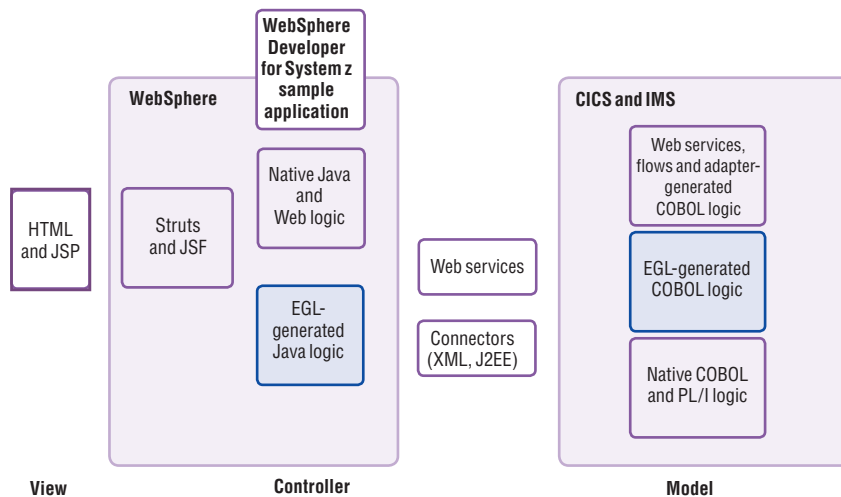 WebSphere
Developer
for System z
sample
application
WebSphere
CICS and IMS
HTML
and JSP
Struts
and JSF
Native Java
and
Web logic
EGL-
generated
Java logic
Web services
Connectors
(XML, J2EE)
Web services,
flows and adapter-
generated
COBOL logic
EGL-generated
COBOL logic
Native COBOL
and PL/I logic
View
Controller
Model